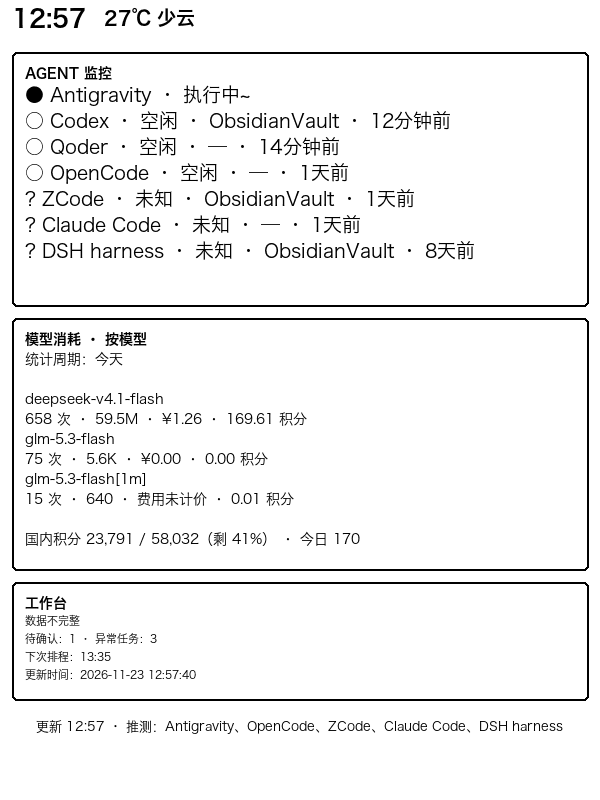 12:57 27℃ 少云
AGENT 监控
● Antigravity · 执行中~
○ Codex · 空闲 · ObsidianVault · 12分钟前
○ Qoder · 空闲 · — · 14分钟前
○ OpenCode · 空闲 · — · 1天前
? ZCode · 未知 · ObsidianVault · 1天前
? Claude Code · 未知 · — · 1天前
? DSH harness · 未知 · ObsidianVault · 8天前
模型消耗 · 按模型
统计周期：今天
deepseek-v4.1-flash
658 次 · 59.5M · ¥1.26 · 169.61 积分
glm-5.3-flash
75 次 · 5.6K · ¥0.00 · 0.00 积分
glm-5.3-flash[1m]
15 次 · 640 · 费用未计价 · 0.01 积分
国内积分 23,791 / 58,032（剩 41%） · 今日 170
工作台
数据不完整
待确认：1 · 异常任务：3
下次排程：13:35
更新时间：2026-11-23 12:57:40
更新 12:57 · 推测：Antigravity、OpenCode、ZCode、Claude Code、DSH harness